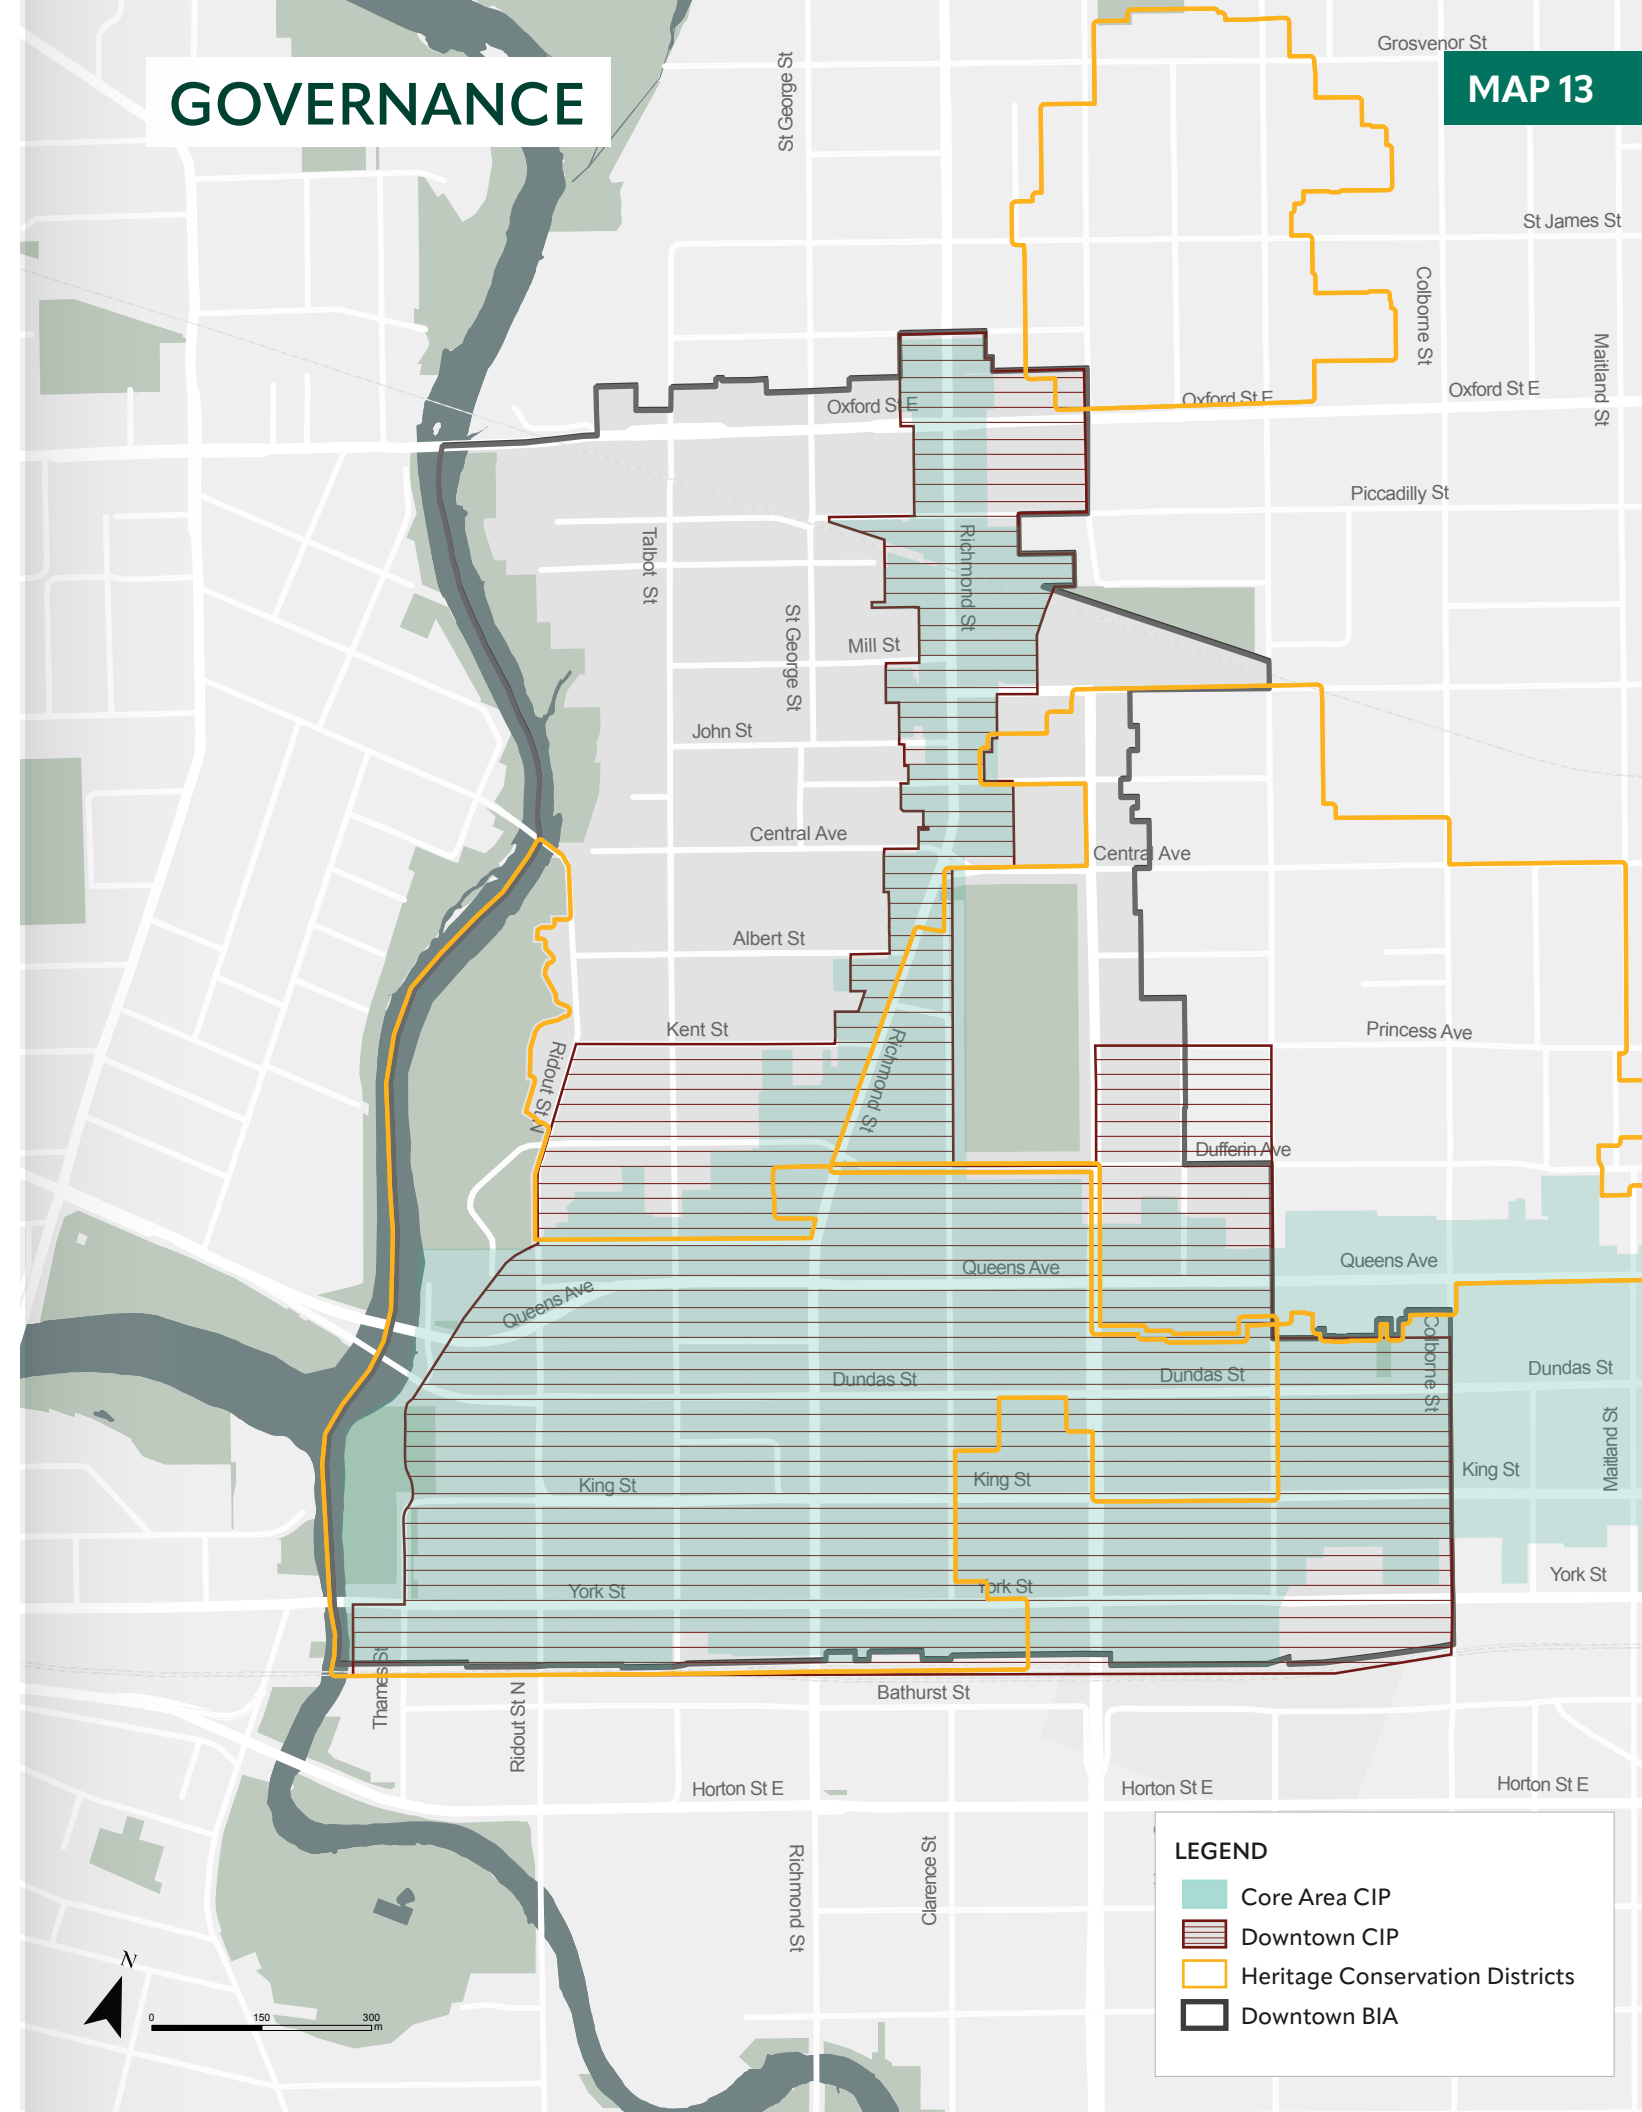 GOVERNANCE
MAP 13
Grosvenor St
St George St
St James St
Colborne St
Maitland St
Oxford St E
Oxford St E
Oxford St E
Piccadilly St
Talbot St
Richmond St
St George St
Mill St
John St
Central Ave
Central Ave
Albert St
Kent St
Princess Ave
Ridout St N
Richmond St
Dufferin Ave
Queens Ave
Queens Ave
Queens Ave
Colborne St
Dundas St
Dundas St
Dundas St
Maitland St
King St
King St
King St
York St
York St
York St
Thames St
Ridout St N
Bathurst St
Horton St E
Horton St E
Horton St E
Richmond St
Clarence St
LEGEND
Core Area CIP
Downtown CIP
Heritage Conservation Districts
Downtown BIA
N
0 150 300
m